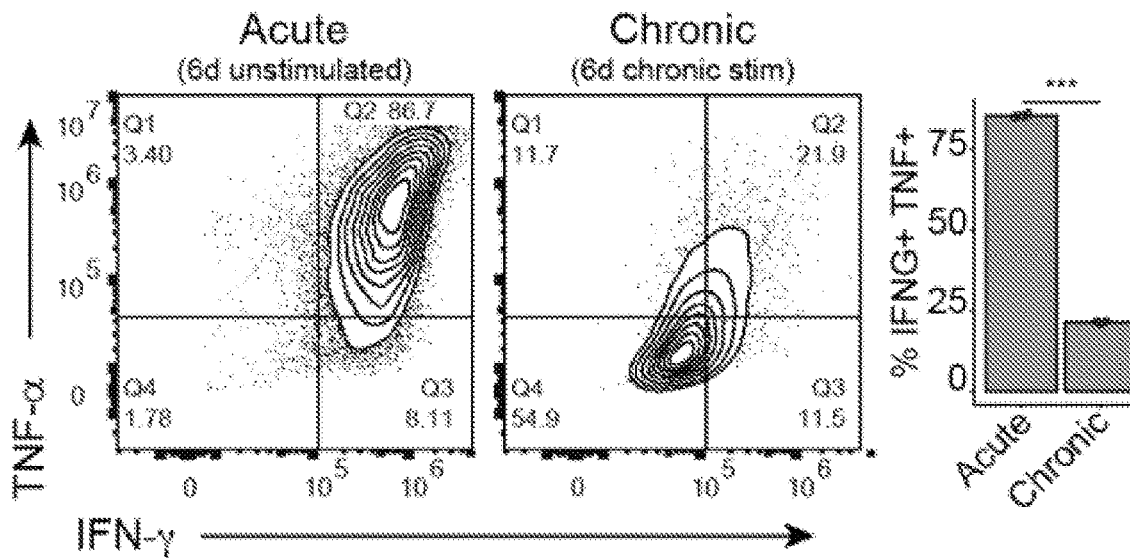 Acute
(6d unstimulated)
Chronic
(6d chronic stim)
Q1
3.40
Q2 86.7
Q4
1.78
Q3
8.11
Q1
11.7
Q2
21.9
Q4
54.9
Q3
11.5
10^7
10^6
10^5
0
0
10^5
10^6
0
10^5
10^6
TNF-α
IFN-γ
***
% IFNG+ TNF+
75
50
25
0
Acute
Chronic